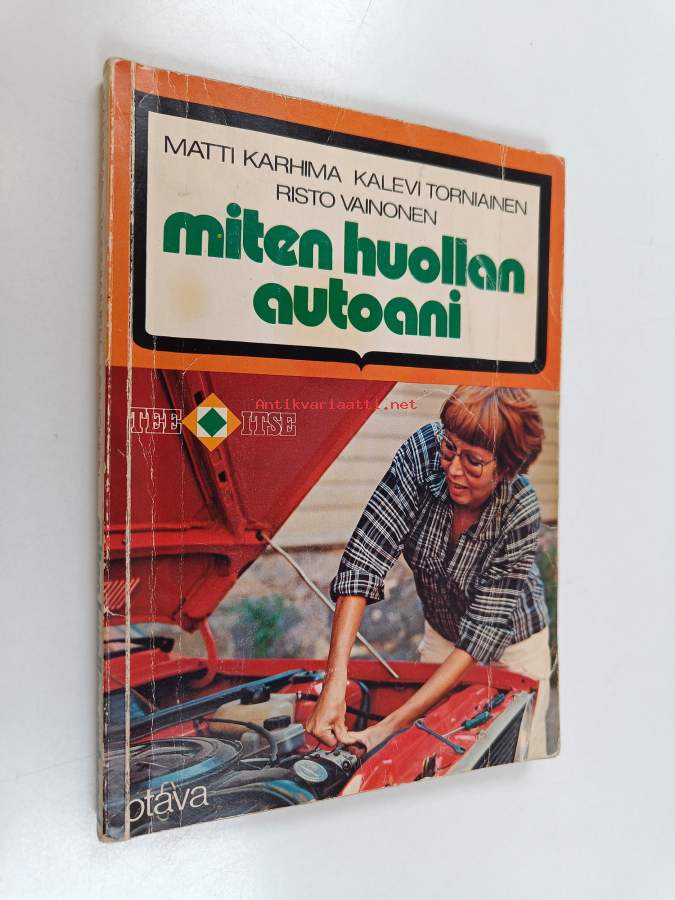 MATTI KARHIMA KALEVI TORNIAINEN
RISTO VAINONEN
miten huollan
autoani
TEE ITSE
Antikvariaatti.net
otava